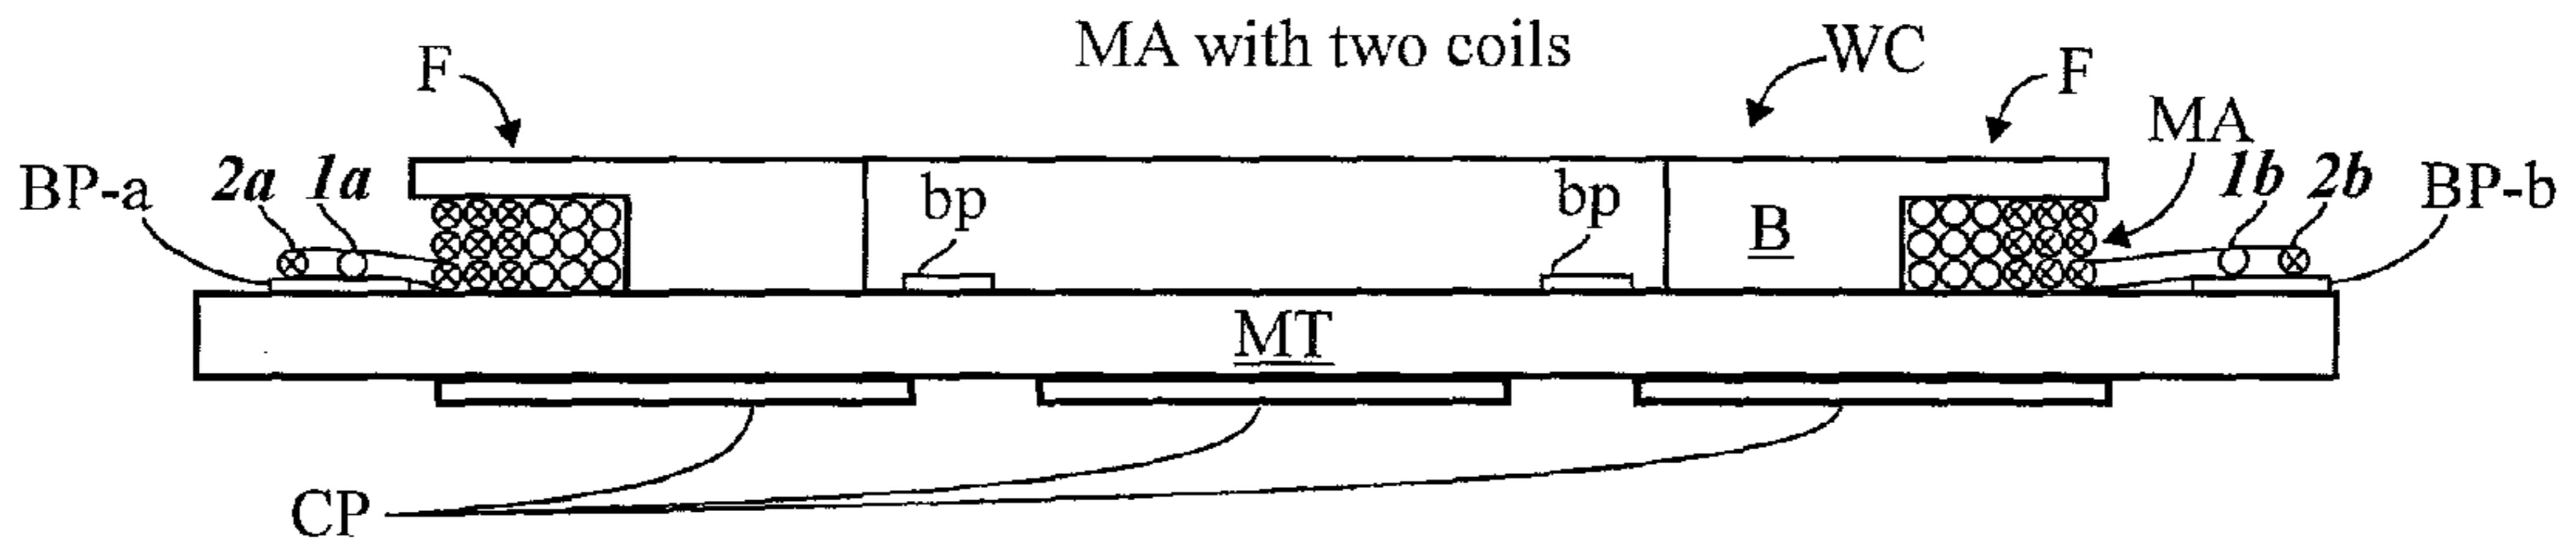 MA with two coils
F
WC
F
MA
BP-a
2a
1a
bp
bp
B
1b
2b
BP-b
MT
CP